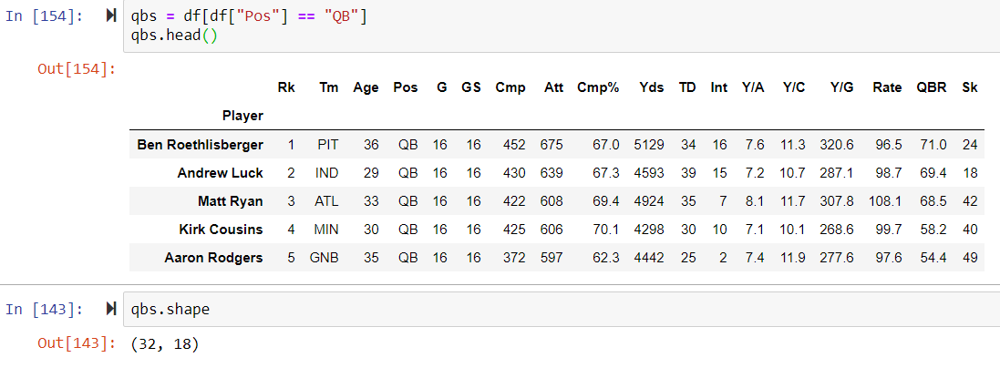 In [154]: qbs = df[df["Pos"] == "QB"]
qbs.head()
Out[154]:
Rk Tm Age Pos G GS Cmp Att Cmp% Yds TD Int Y/A Y/C Y/G Rate QBR Sk
Player
Ben Roethlisberger 1 PIT 36 QB 16 16 452 675 67.0 5129 34 16 7.6 11.3 320.6 96.5 71.0 24
Andrew Luck 2 IND 29 QB 16 16 430 639 67.3 4593 39 15 7.2 10.7 287.1 98.7 69.4 18
Matt Ryan 3 ATL 33 QB 16 16 422 608 69.4 4924 35 7 8.1 11.7 307.8 108.1 68.5 42
Kirk Cousins 4 MIN 30 QB 16 16 425 606 70.1 4298 30 10 7.1 10.1 268.6 99.7 58.2 40
Aaron Rodgers 5 GNB 35 QB 16 16 372 597 62.3 4442 25 2 7.4 11.9 277.6 97.6 54.4 49
In [143]: qbs.shape
Out[143]: (32, 18)